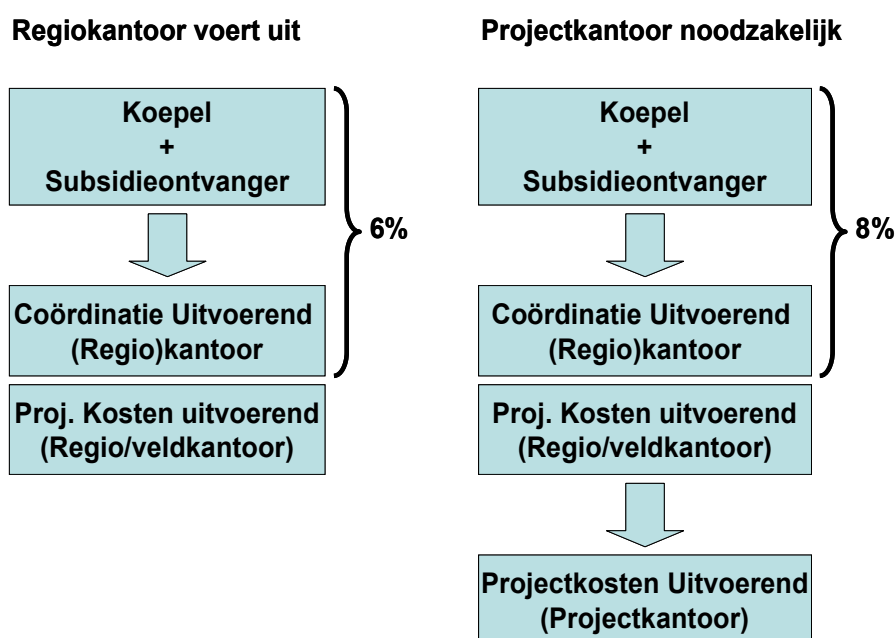 Regiokantoor voert uit
Koepel
+
Subsidieontvanger
6%
Coördinatie Uitvoerend
(Regio)kantoor
Proj. Kosten uitvoerend
(Regio/veldkantoor)
Projectkantoor noodzakelijk
Koepel
+
Subsidieontvanger
8%
Coördinatie Uitvoerend
(Regio)kantoor
Proj. Kosten uitvoerend
(Regio/veldkantoor)
Projectkosten Uitvoerend
(Projectkantoor)